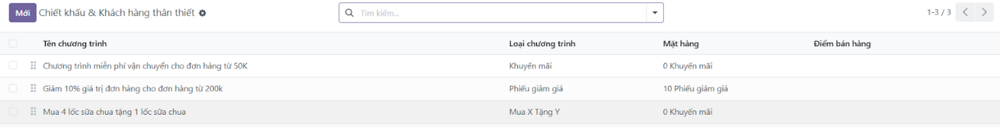 Mới Chiết khấu & Khách hàng thân thiết Tìm kiếm... 1-3 / 3
Tên chương trình Loại chương trình Mặt hàng Điểm bán hàng
Chương trình miễn phí vận chuyển cho đơn hàng từ 50K Khuyến mãi 0 Khuyến mãi
Giảm 10% giá trị đơn hàng cho đơn hàng từ 200k Phiếu giảm giá 10 Phiếu giảm giá
Mua 4 lốc sữa chua tặng 1 lốc sữa chua Mua X Tặng Y 0 Khuyến mãi